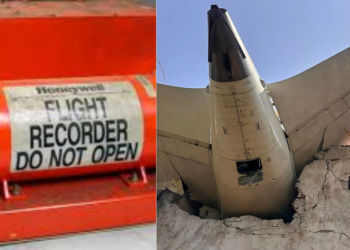 Honeywell
FLIGHT
RECORDER
DO NOT OPEN